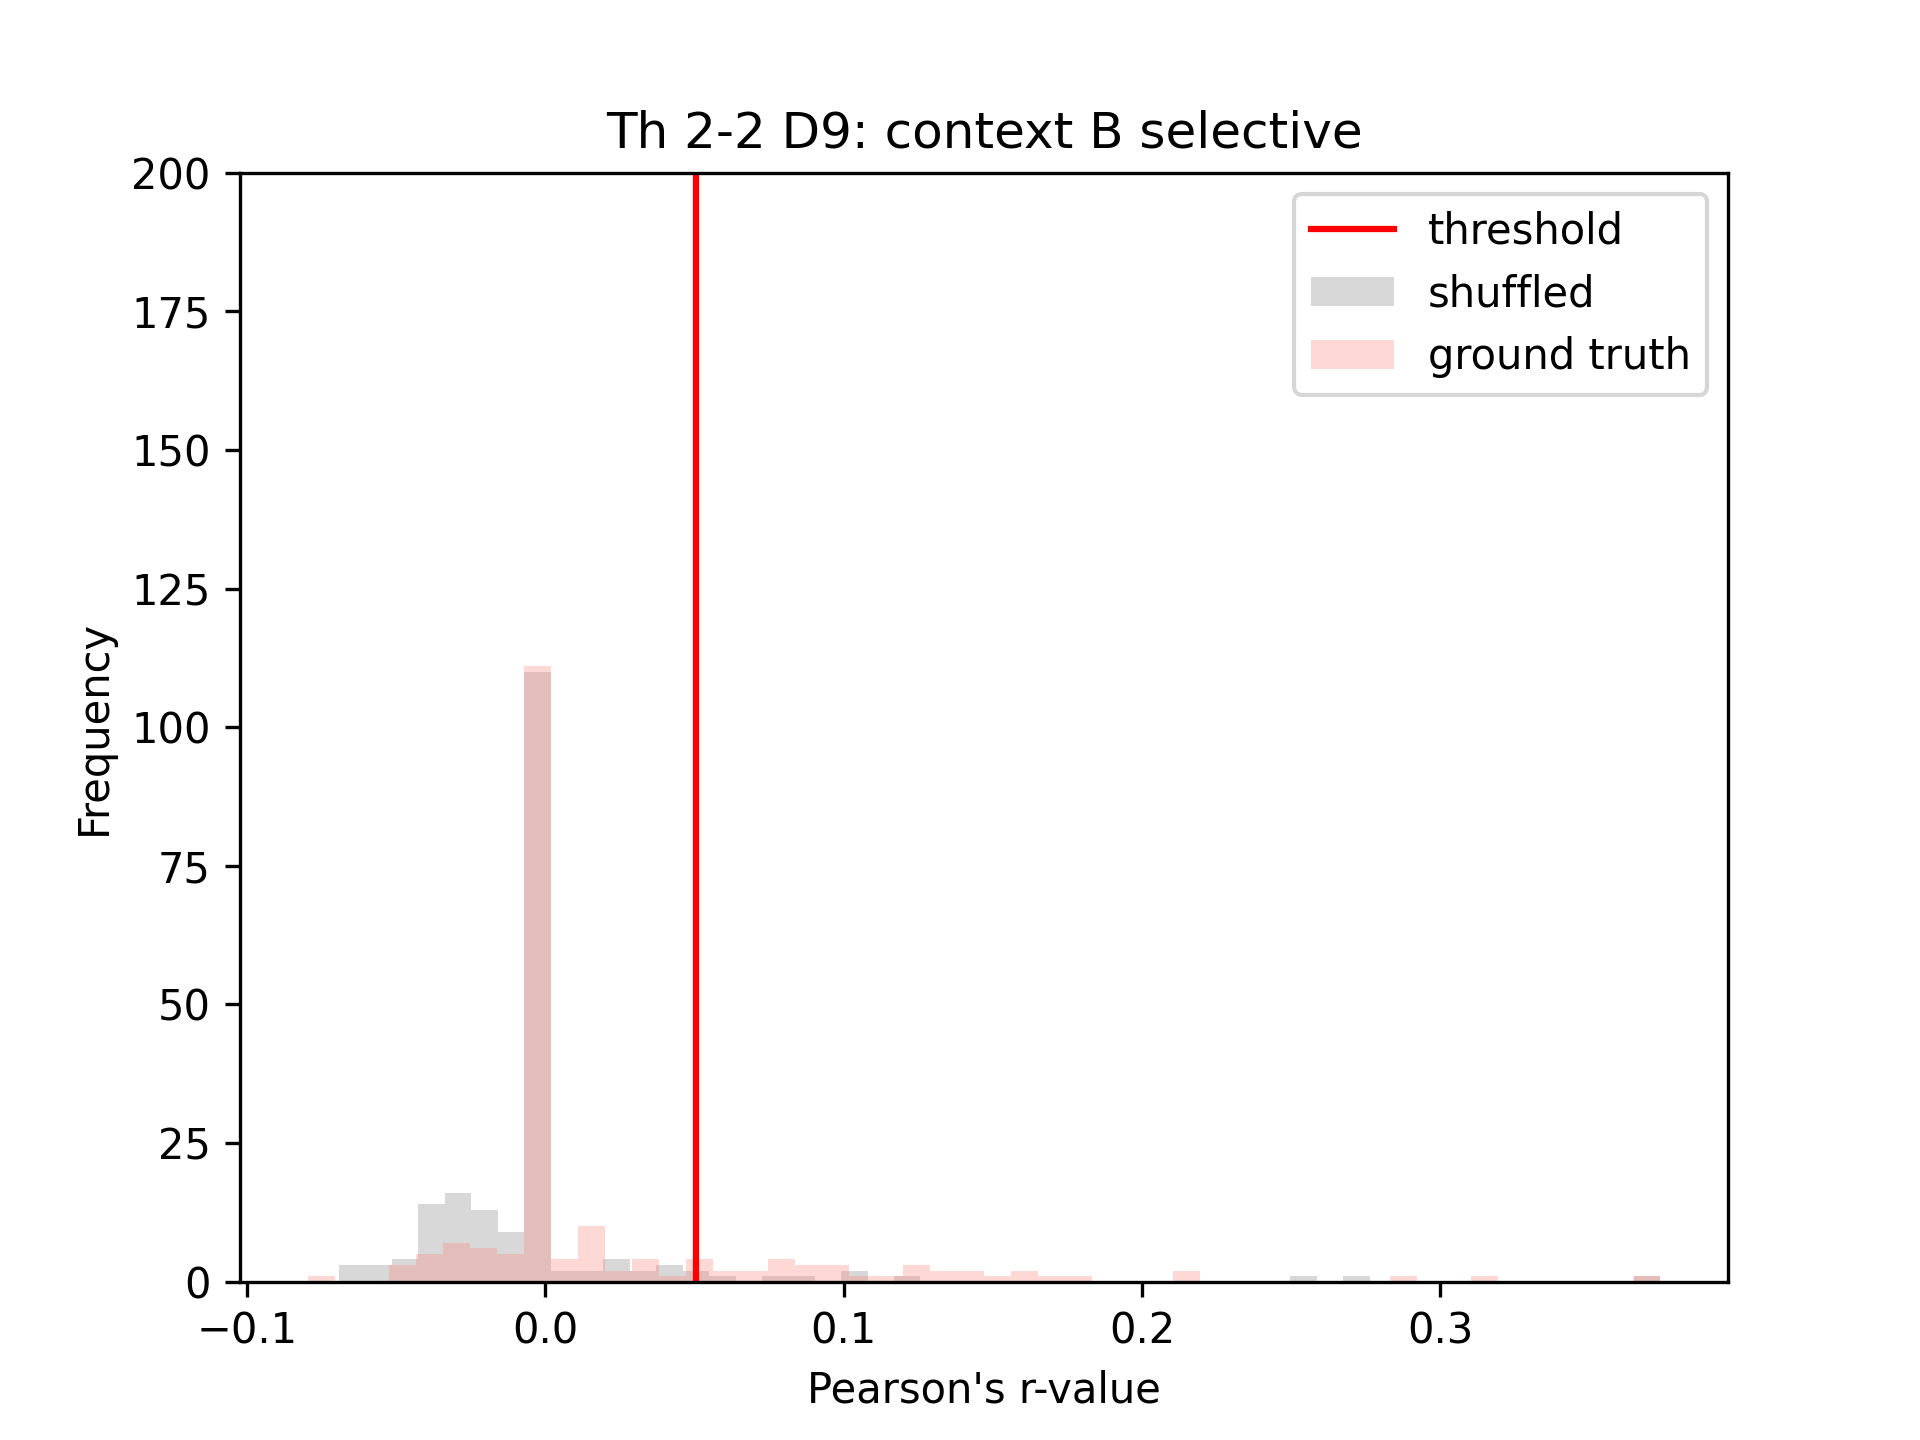 Th 2-2 D9: context B selective
threshold
shuffled
ground truth
200
175
150
125
100
75
50
25
0
Frequency
−0.1
0.0
0.1
0.2
0.3
Pearson's r-value